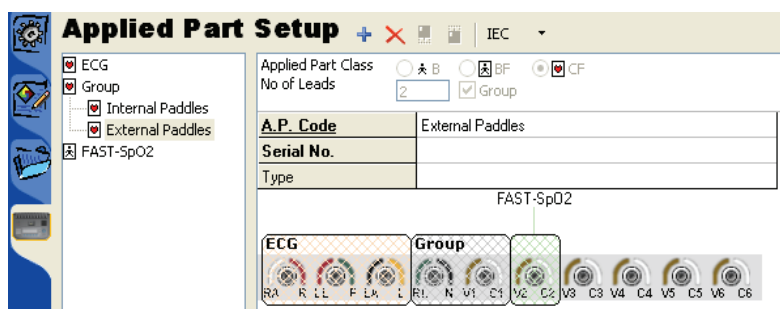 Applied Part Setup
IEC
ECG
Group
Internal Paddles
External Paddles
FAST-SpO2
Applied Part Class
B
BF
CF
No of Leads
2
Group
A.P. Code External Paddles
Serial No.
Type
FAST-SpO2
ECG Group
RA R LL F LA L RL N V1 C1 V2 C2 V3 C3 V4 C4 V5 C5 V6 C6